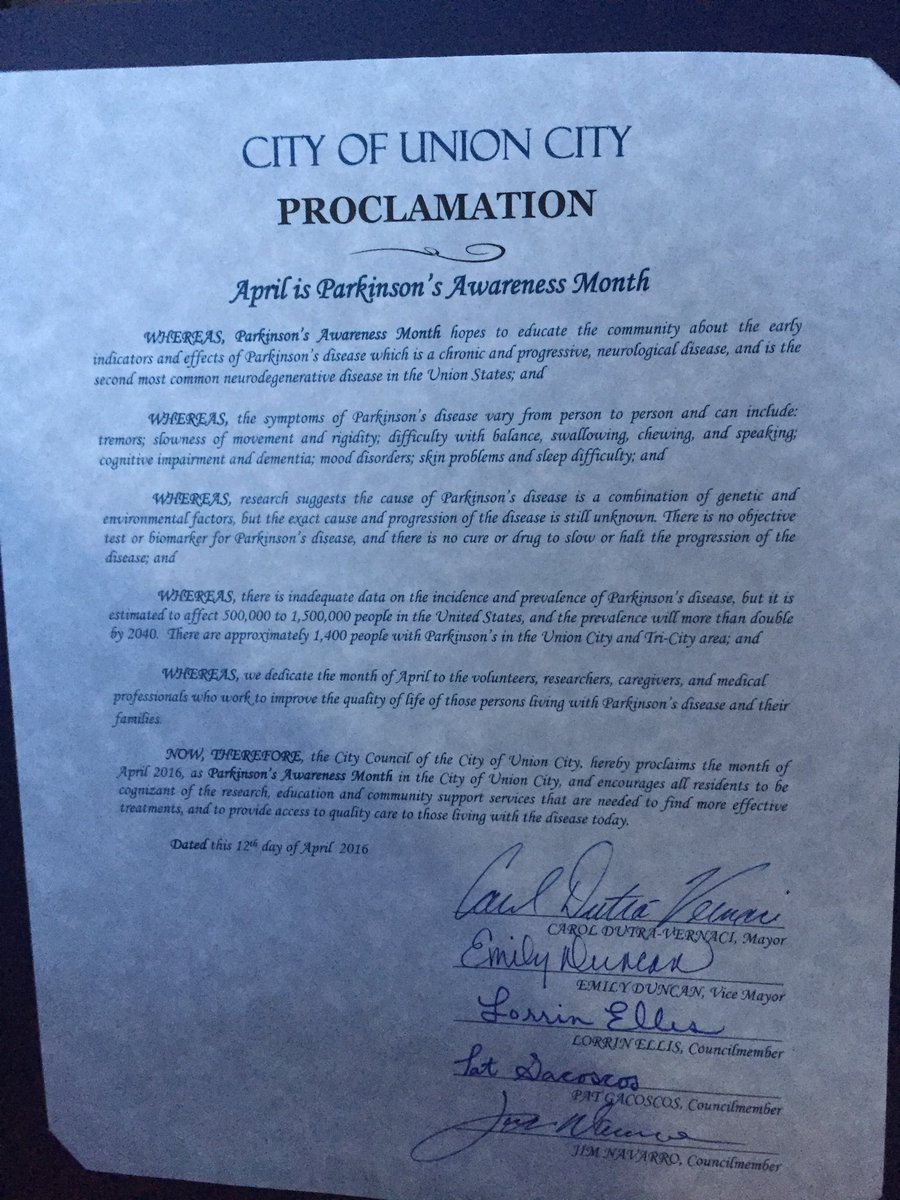 CITY OF UNION CITY
PROCLAMATION
April is Parkinson's Awareness Month
WHEREAS, Parkinson's Awareness Month hopes to educate the community about the early
indicators and effects of Parkinson's disease which is a chronic and progressive, neurological disease, and is the
second most common neurodegenerative disease in the Union States; and
WHEREAS, the symptoms of Parkinson's disease vary from person to person and can include:
tremors; slowness of movement and rigidity; difficulty with balance, swallowing, chewing, and speaking;
cognitive impairment and dementia; mood disorders; skin problems and sleep difficulty; and
WHEREAS, research suggests the cause of Parkinson's disease is a combination of genetic and
environmental factors, but the exact cause and progression of the disease is still unknown. There is no objective
test or biomarker for Parkinson's disease, and there is no cure or drug to slow or halt the progression of the
disease; and
WHEREAS, there is inadequate data on the incidence and prevalence of Parkinson's disease, but it is
estimated to affect 500,000 to 1,500,000 people in the United States, and the prevalence will more than double
by 2040. There are approximately 1,400 people with Parkinson's in the Union City and Tri-City area; and
WHEREAS, we dedicate the month of April to the volunteers, researchers, caregivers, and medical
professionals who work to improve the quality of life of those persons living with Parkinson's disease and their
families.
NOW, THEREFORE, the City Council of the City of Union City, hereby proclaims the month of
April 2016, as Parkinson's Awareness Month in the City of Union City, and encourages all residents to be
cognizant of the research, education and community support services that are needed to find more effective
treatments, and to provide access to quality care to those living with the disease today.
Dated this 12th day of April 2016
Carol Dutra Vernaci
CAROL DUTRA-VERNACI, Mayor
Emily Duncan
EMILY DUNCAN, Vice Mayor
Lorrin Ellis
LORRIN ELLIS, Councilmember
Pat Gacoscos
PAT GACOSCOS, Councilmember
JIM NAVARRO, Councilmember